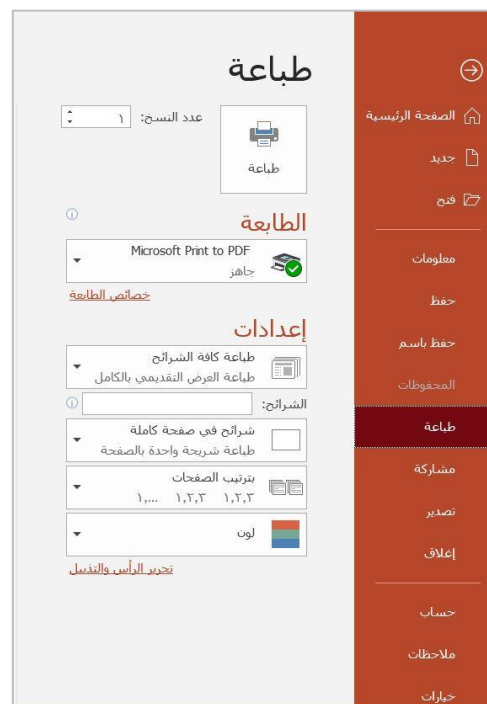 الصفحة الرئيسية
جديد
فتح
معلومات
حفظ
حفظ باسم
المحفوظات
طباعة
مشاركة
تصدير
إغلاق
حساب
ملاحظات
خيارات
طباعة
عدد النسخ: ١
طباعة
الطابعة
Microsoft Print to PDF
جاهز
خصائص الطابعة
إعدادات
طباعة كافة الشرائح
طباعة العرض التقديمي بالكامل
الشرائح:
شرائح في صفحة كاملة
طباعة شريحة واحدة بالصفحة
بترتيب الصفحات
١,٢,٣ ١,٢,٣ ...,١
لون
تحرير الرأس والتذييل